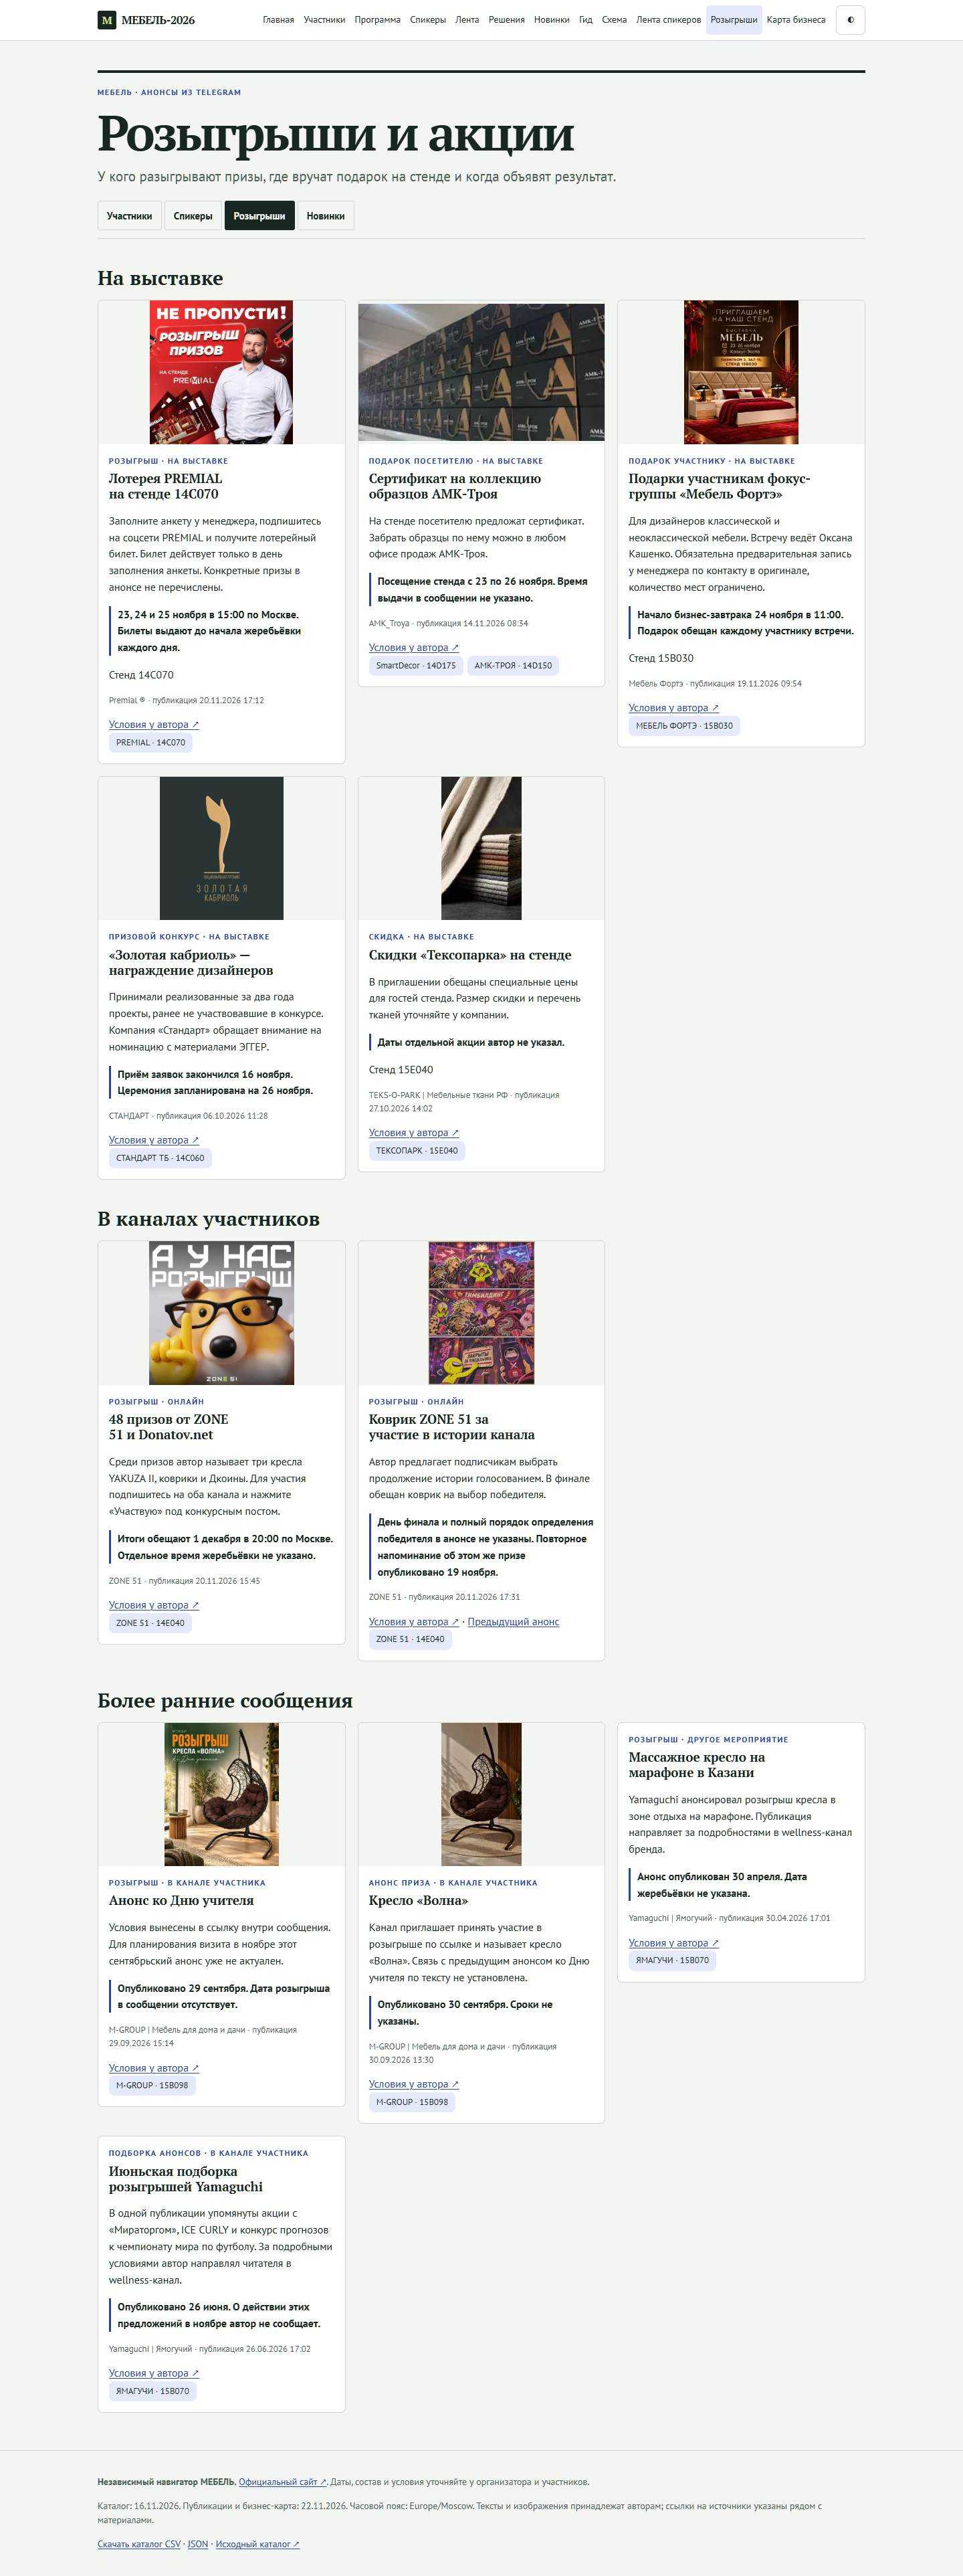 М МЕБЕЛЬ-2026
Главная Участники Программа Спикеры Лента Решения Новинки Гид Схема Лента спикеров Розыгрыши Карта бизнеса
МЕБЕЛЬ · АНОНСЫ ИЗ TELEGRAM
Розыгрыши и акции
У кого разыгрывают призы, где вручат подарок на стенде и когда объявят результат.
Участники Спикеры Розыгрыши Новинки
На выставке
НЕ ПРОПУСТИ!
РОЗЫГРЫШ
ПРИЗОВ
НА СТЕНДЕ
PREMIAL
РОЗЫГРЫШ · НА ВЫСТАВКЕ
Лотерея PREMIAL
на стенде 14C070
Заполните анкету у менеджера, подпишитесь
на соцсети PREMIAL и получите лотерейный
билет. Билет действует только в день
заполнения анкеты. Конкретные призы в
анонсе не перечислены.
23, 24 и 25 ноября в 15:00 по Москве.
Билеты выдают до начала жеребьёвки
каждого дня.
Стенд 14C070
Premial ® · публикация 20.11.2026 17:12
Условия у автора ↗
PREMIAL · 14C070
ПОДАРОК ПОСЕТИТЕЛЮ · НА ВЫСТАВКЕ
Сертификат на коллекцию
образцов АМК-Троя
На стенде посетителю предложат сертификат.
Забрать образцы по нему можно в любом
офисе продаж АМК-Троя.
Посещение стенда с 23 по 26 ноября. Время
выдачи в сообщении не указано.
AMK_Troya · публикация 14.11.2026 08:34
Условия у автора ↗
SmartDecor · 14D175 АМК-ТРОЯ · 14D150
ПРИГЛАШАЕМ
НА НАШ СТЕНД
ВЫСТАВКА
МЕБЕЛЬ
ПОДАРОК УЧАСТНИКУ · НА ВЫСТАВКЕ
Подарки участникам фокус-
группы «Мебель Фортэ»
Для дизайнеров классической и
неоклассической мебели. Встречу ведёт Оксана
Кашенко. Обязательна предварительная запись
у менеджера по контакту в оригинале,
количество мест ограничено.
Начало бизнес-завтрака 24 ноября в 11:00.
Подарок обещан каждому участнику встречи.
Стенд 15B030
Мебель Фортэ · публикация 19.11.2026 09:54
Условия у автора ↗
МЕБЕЛЬ ФОРТЭ · 15B030
ЗОЛОТАЯ
КАБРИОЛЬ
ПРИЗОВОЙ КОНКУРС · НА ВЫСТАВКЕ
«Золотая кабриоль» —
награждение дизайнеров
Принимали реализованные за два года
проекты, ранее не участвовавшие в конкурсе.
Компания «Стандарт» обращает внимание на
номинацию с материалами ЭГГЕР.
Приём заявок закончился 16 ноября.
Церемония запланирована на 26 ноября.
СТАНДАРТ · публикация 06.10.2026 11:28
Условия у автора ↗
СТАНДАРТ ТБ · 14C060
СКИДКА · НА ВЫСТАВКЕ
Скидки «Тексопарка» на стенде
В приглашении обещаны специальные цены
для гостей стенда. Размер скидки и перечень
тканей уточняйте у компании.
Даты отдельной акции автор не указал.
Стенд 15E040
TEKS-O-PARK | Мебельные ткани РФ · публикация
27.10.2026 14:02
Условия у автора ↗
ТЕКСОПАРК · 15E040
В каналах участников
А У НАС
РОЗЫГРЫШ
ZONE 51
РОЗЫГРЫШ · ОНЛАЙН
48 призов от ZONE
51 и Donatov.net
Среди призов автор называет три кресла
YAKUZA II, коврики и Дкоины. Для участия
подпишитесь на оба канала и нажмите
«Участвую» под конкурсным постом.
Итоги обещают 1 декабря в 20:00 по Москве.
Отдельное время жеребьёвки не указано.
ZONE 51 · публикация 20.11.2026 15:45
Условия у автора ↗
ZONE 51 · 14E040
ТИМБИЛДИНГ
РОЗЫГРЫШ · ОНЛАЙН
Коврик ZONE 51 за
участие в истории канала
Автор предлагает подписчикам выбрать
продолжение истории голосованием. В финале
обещан коврик на выбор победителя.
День финала и полный порядок определения
победителя в анонсе не указаны. Повторное
напоминание об этом же призе
опубликовано 19 ноября.
ZONE 51 · публикация 20.11.2026 17:31
Условия у автора ↗ · Предыдущий анонс
ZONE 51 · 14E040
Более ранние сообщения
РОЗЫГРЫШ
КРЕСЛА «ВОЛНА»
РОЗЫГРЫШ · В КАНАЛЕ УЧАСТНИКА
Анонс ко Дню учителя
Условия вынесены в ссылку внутри сообщения.
Для планирования визита в ноябре этот
сентябрьский анонс уже не актуален.
Опубликовано 29 сентября. Дата розыгрыша
в сообщении отсутствует.
M-GROUP | Мебель для дома и дачи · публикация
29.09.2026 15:14
Условия у автора ↗
M-GROUP · 15B098
АНОНС ПРИЗА · В КАНАЛЕ УЧАСТНИКА
Кресло «Волна»
Канал приглашает принять участие в
розыгрыше по ссылке и называет кресло
«Волна». Связь с предыдущим анонсом ко Дню
учителя по тексту не установлена.
Опубликовано 30 сентября. Сроки не
указаны.
M-GROUP | Мебель для дома и дачи · публикация
30.09.2026 13:30
Условия у автора ↗
M-GROUP · 15B098
РОЗЫГРЫШ · ДРУГОЕ МЕРОПРИЯТИЕ
Массажное кресло на
марафоне в Казани
Yamaguchi анонсировал розыгрыш кресла в
зоне отдыха на марафоне. Публикация
направляет за подробностями в wellness-канал
бренда.
Анонс опубликован 30 апреля. Дата
жеребьёвки не указана.
Yamaguchi | Ямогучий · публикация 30.04.2026 17:01
Условия у автора ↗
ЯМАГУЧИ · 15B070
ПОДБОРКА АНОНСОВ · В КАНАЛЕ УЧАСТНИКА
Июньская подборка
розыгрышей Yamaguchi
В одной публикации упомянуты акции с
«Мираторгом», ICE CURLY и конкурс прогнозов
к чемпионату мира по футболу. За подробными
условиями автор направлял читателя в
wellness-канал.
Опубликовано 26 июня. О действии этих
предложений в ноябре автор не сообщает.
Yamaguchi | Ямогучий · публикация 26.06.2026 17:02
Условия у автора ↗
ЯМАГУЧИ · 15B070
Независимый навигатор МЕБЕЛЬ. Официальный сайт ↗. Даты, состав и условия уточняйте у организатора и участников.
Каталог: 16.11.2026. Публикации и бизнес-карта: 22.11.2026. Часовой пояс: Europe/Moscow. Тексты и изображения принадлежат авторам; ссылки на источники указаны рядом с
материалами.
Скачать каталог CSV · JSON · Исходный каталог ↗